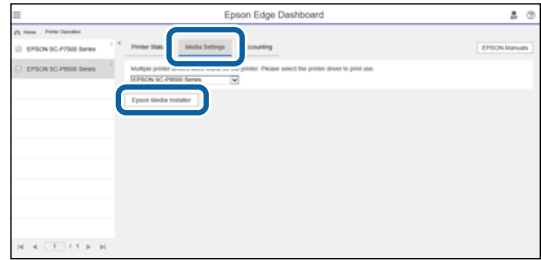 Epson Edge Dashboard
Home Printer Operation
EPSON SC-P7500 Series
EPSON SC-P9500 Series
Printer Status Media Settings counting
EPSON Manuals
Multiple printer drivers were found for the printer. Please select the printer driver to print use.
EPSON SC-P9500 Series
Epson Media Installer
1 / 1